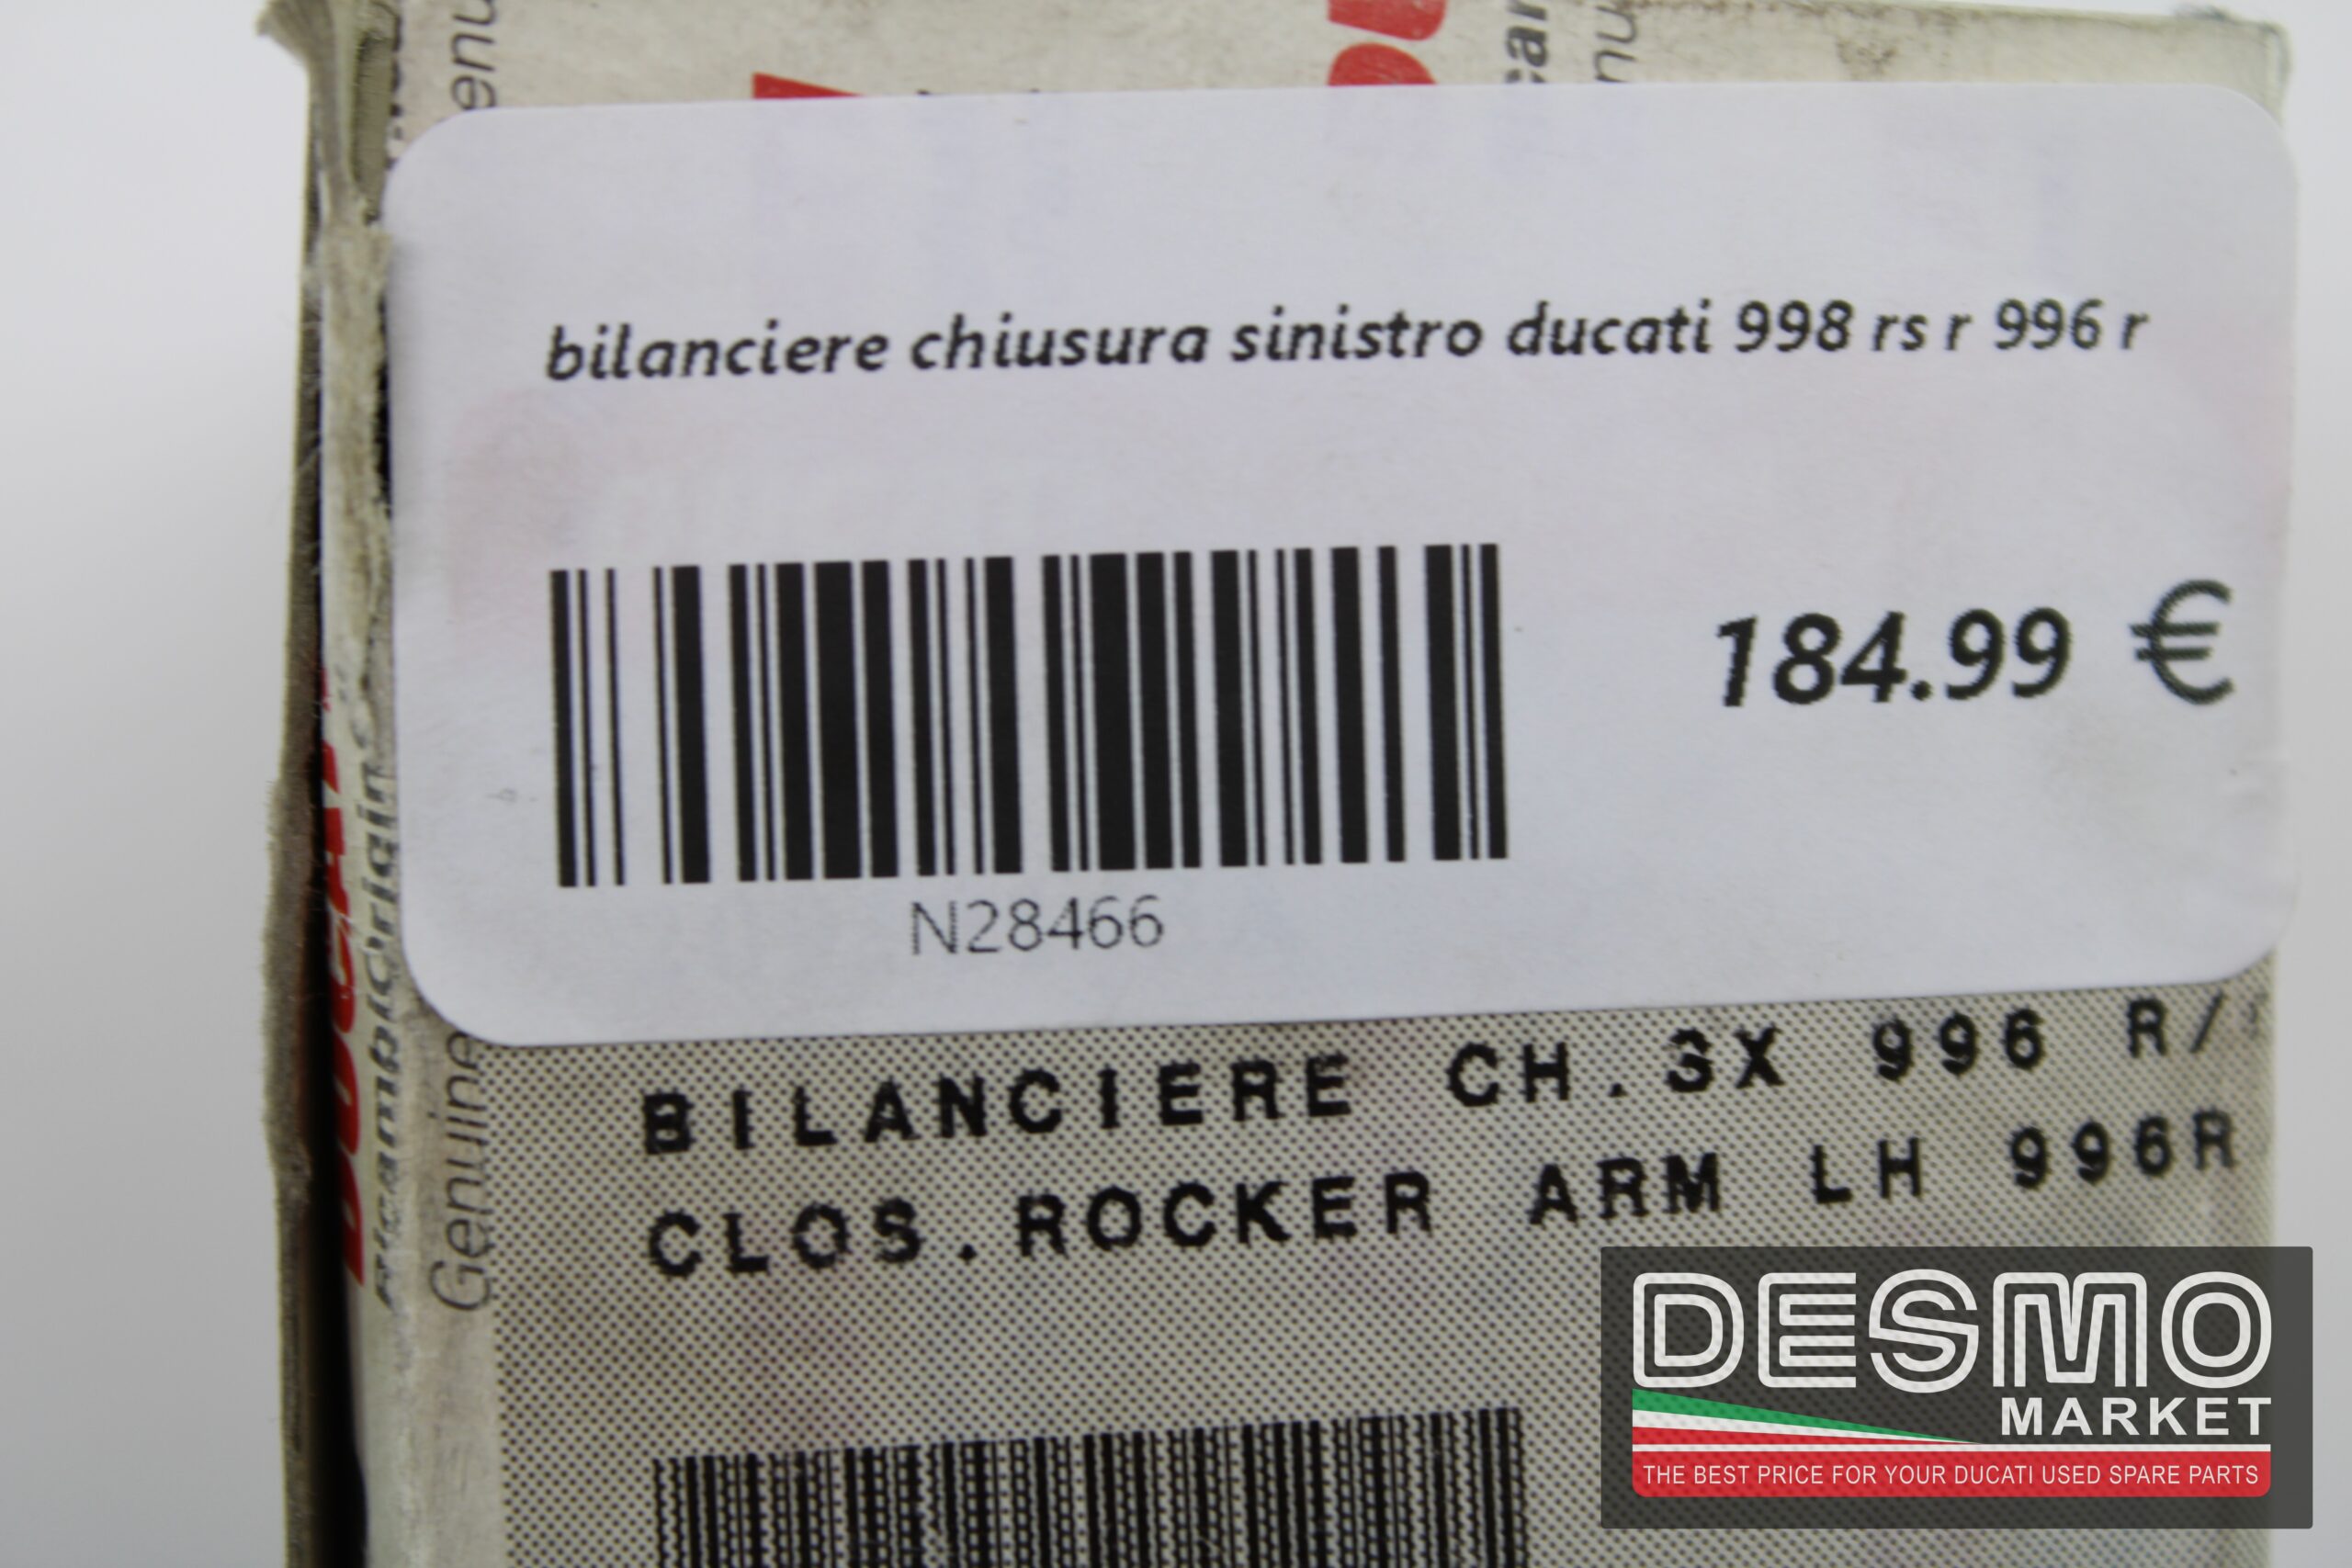 Genuine
bilanciere chiusura sinistro ducati 998 rs r 996 r
184.99 €
N28466
BILANCIERE CH.SX 996 R/
CLOS.ROCKER ARM LH 996R
DESMO
MARKET
THE BEST PRICE FOR YOUR DUCATI USED SPARE PARTS